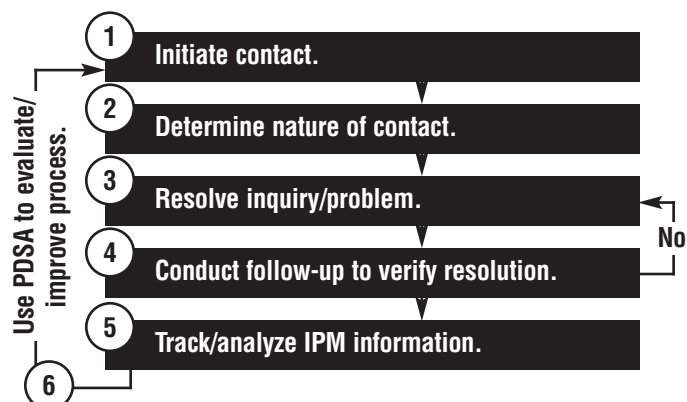 1
Initiate contact.
2
Determine nature of contact.
3
Resolve inquiry/problem.
No
4
Conduct follow-up to verify resolution.
5
Track/analyze IPM information.
6
Use PDSA to evaluate/
improve process.